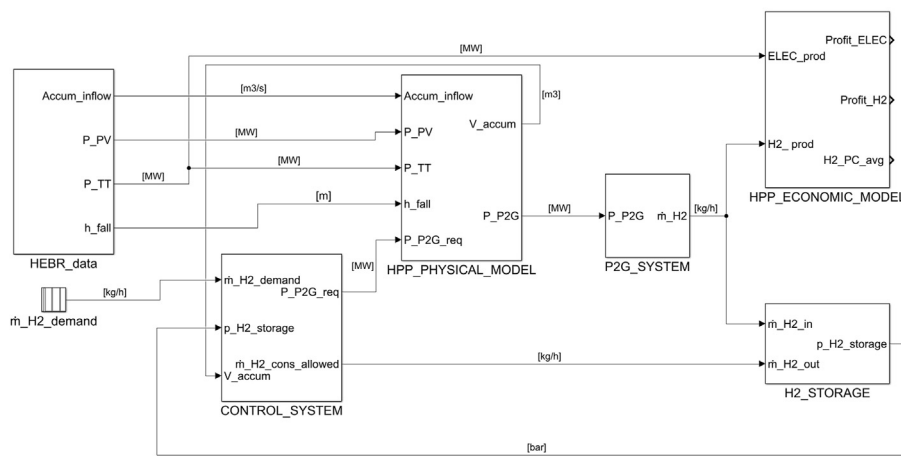 [MW]
Profit_ELEC
ELEC_prod
Accum_inflow
[m3/s]
Accum_inflow
[m3]
Profit_H2
V_accum
P_PV
[MW]
P_PV
H2_ prod
P_TT
[MW]
[MW]
P_TT
H2_PC_avg
HPP_ECONOMIC_MODEL
h_fall
[m]
h_fall
P_P2G
[MW]
P_P2G
ṁ_H2
[kg/h]
P_P2G_req
HEBR_data
HPP_PHYSICAL_MODEL
P2G_SYSTEM
[MW]
ṁ_H2_demand
P_P2G_req
[kg/h]
ṁ_H2_demand
p_H2_storage
ṁ_H2_in
p_H2_storage
ṁ_H2_cons_allowed
[kg/h]
ṁ_H2_out
V_accum
CONTROL_SYSTEM
H2_STORAGE
[bar]